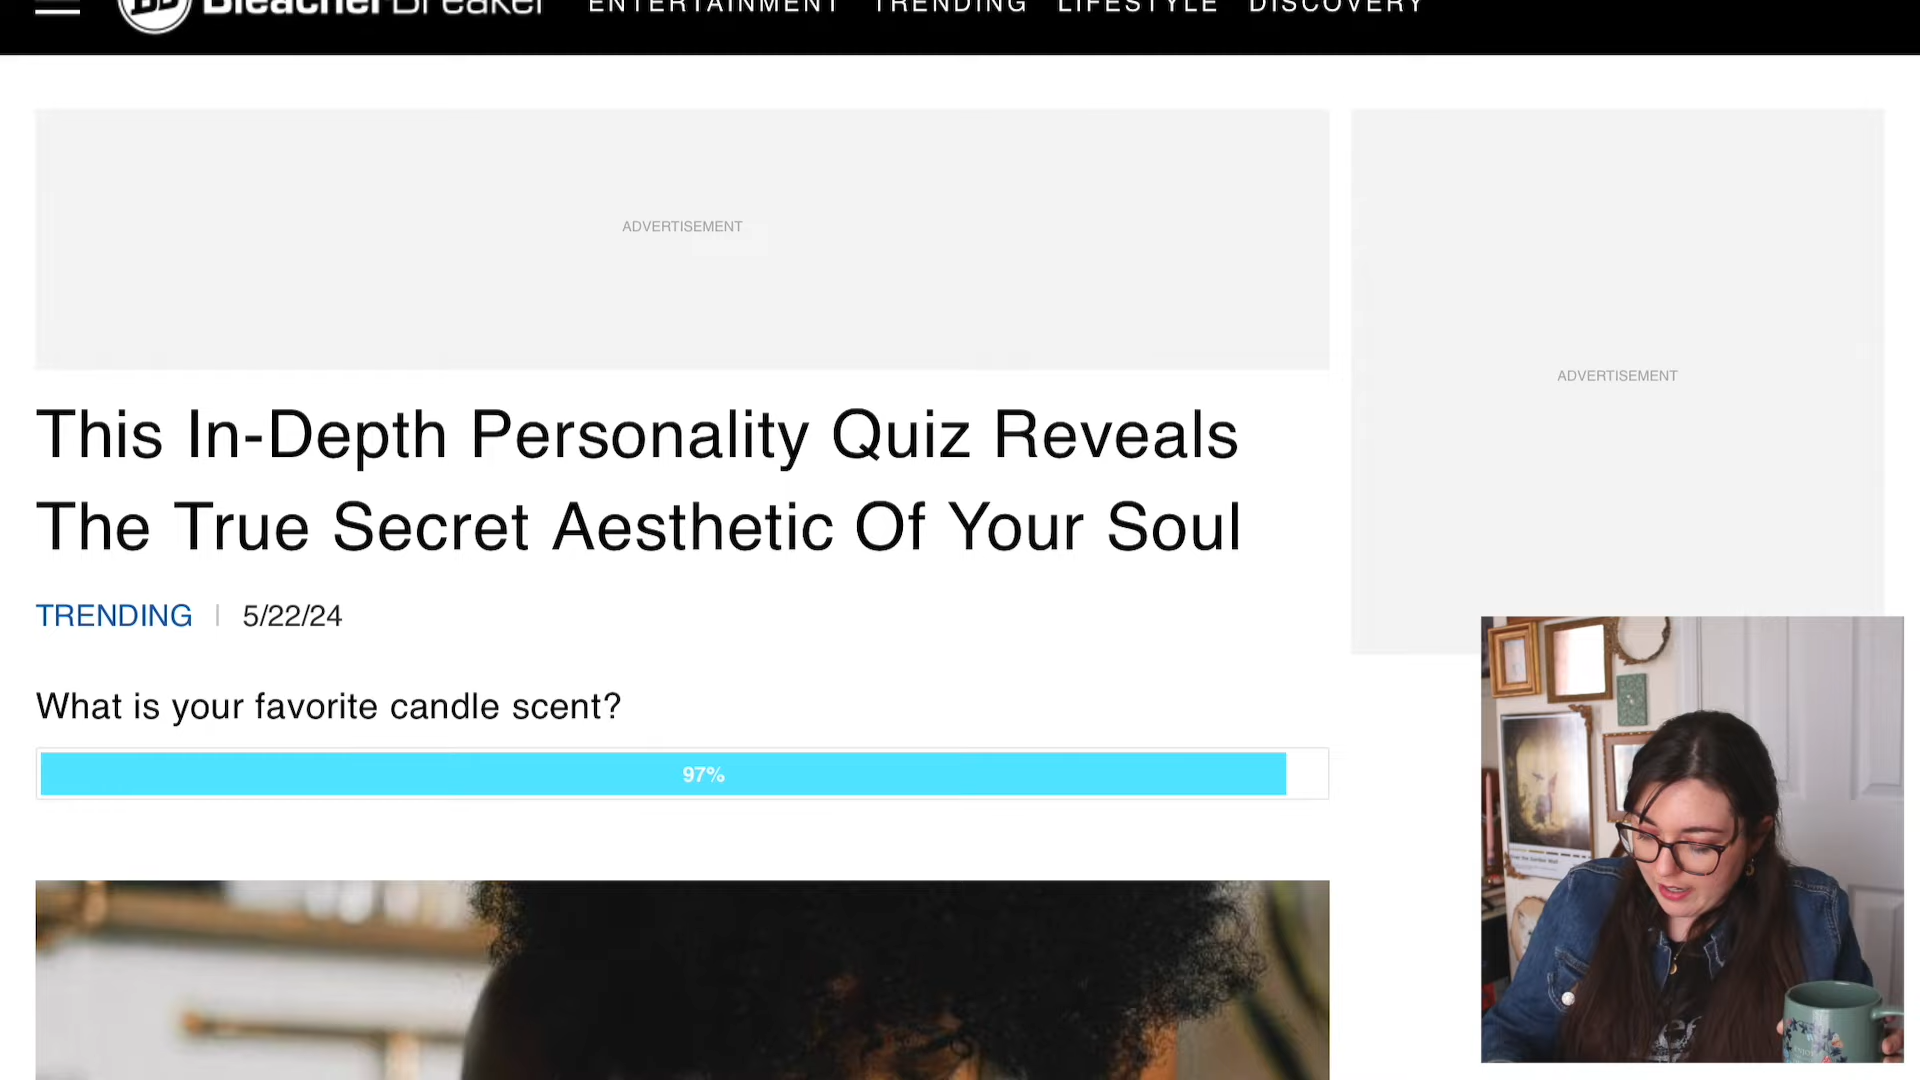 BleacherBreaker
ENTERTAINMENT TRENDING LIFESTYLE DISCOVERY
ADVERTISEMENT
ADVERTISEMENT
This In-Depth Personality Quiz Reveals
The True Secret Aesthetic Of Your Soul
TRENDING | 5/22/24
What is your favorite candle scent?
97%